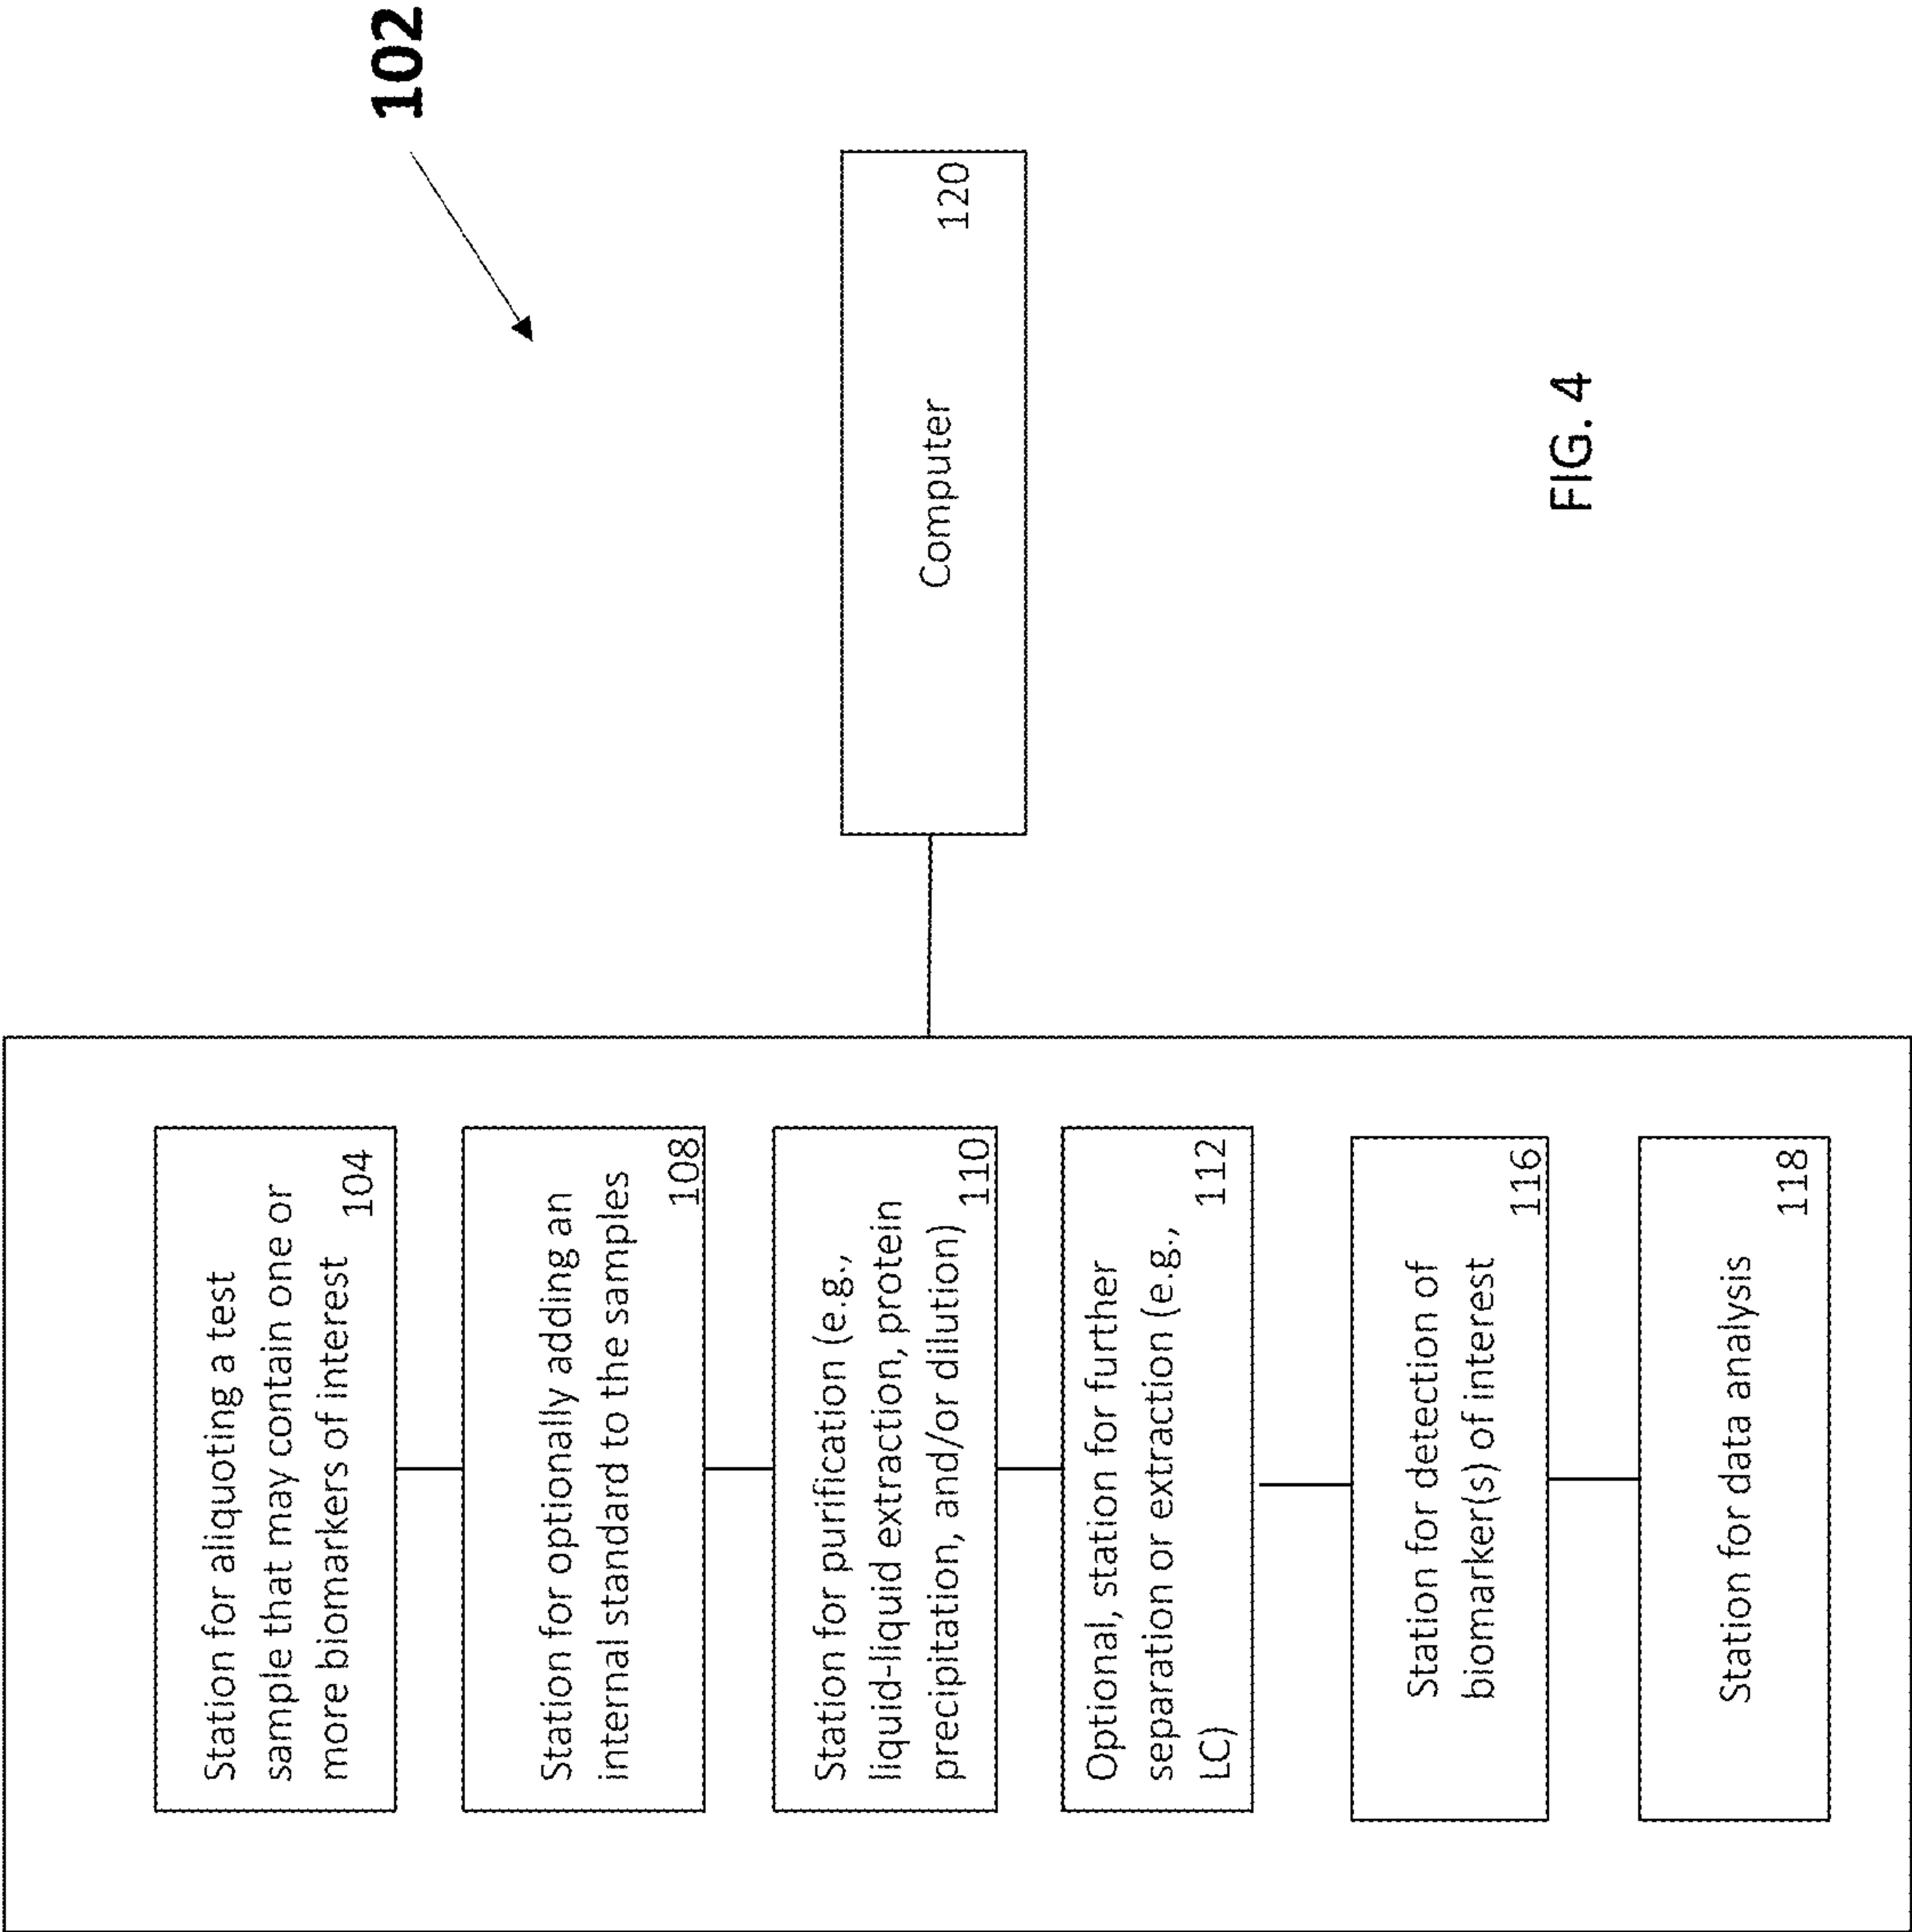 102
Station for aliquoting a test
sample that may contain one or
more biomarkers of interest
104
Station for optionally adding an
internal standard to the samples
108
Station for purification (e.g.,
liquid-liquid extraction, protein
precipitation, and/or dilution)
110
Optional, station for further
separation or extraction (e.g.,
LC)
112
Station for detection of
biomarker(s) of interest
116
Station for data analysis
118
Computer
120
FIG. 4